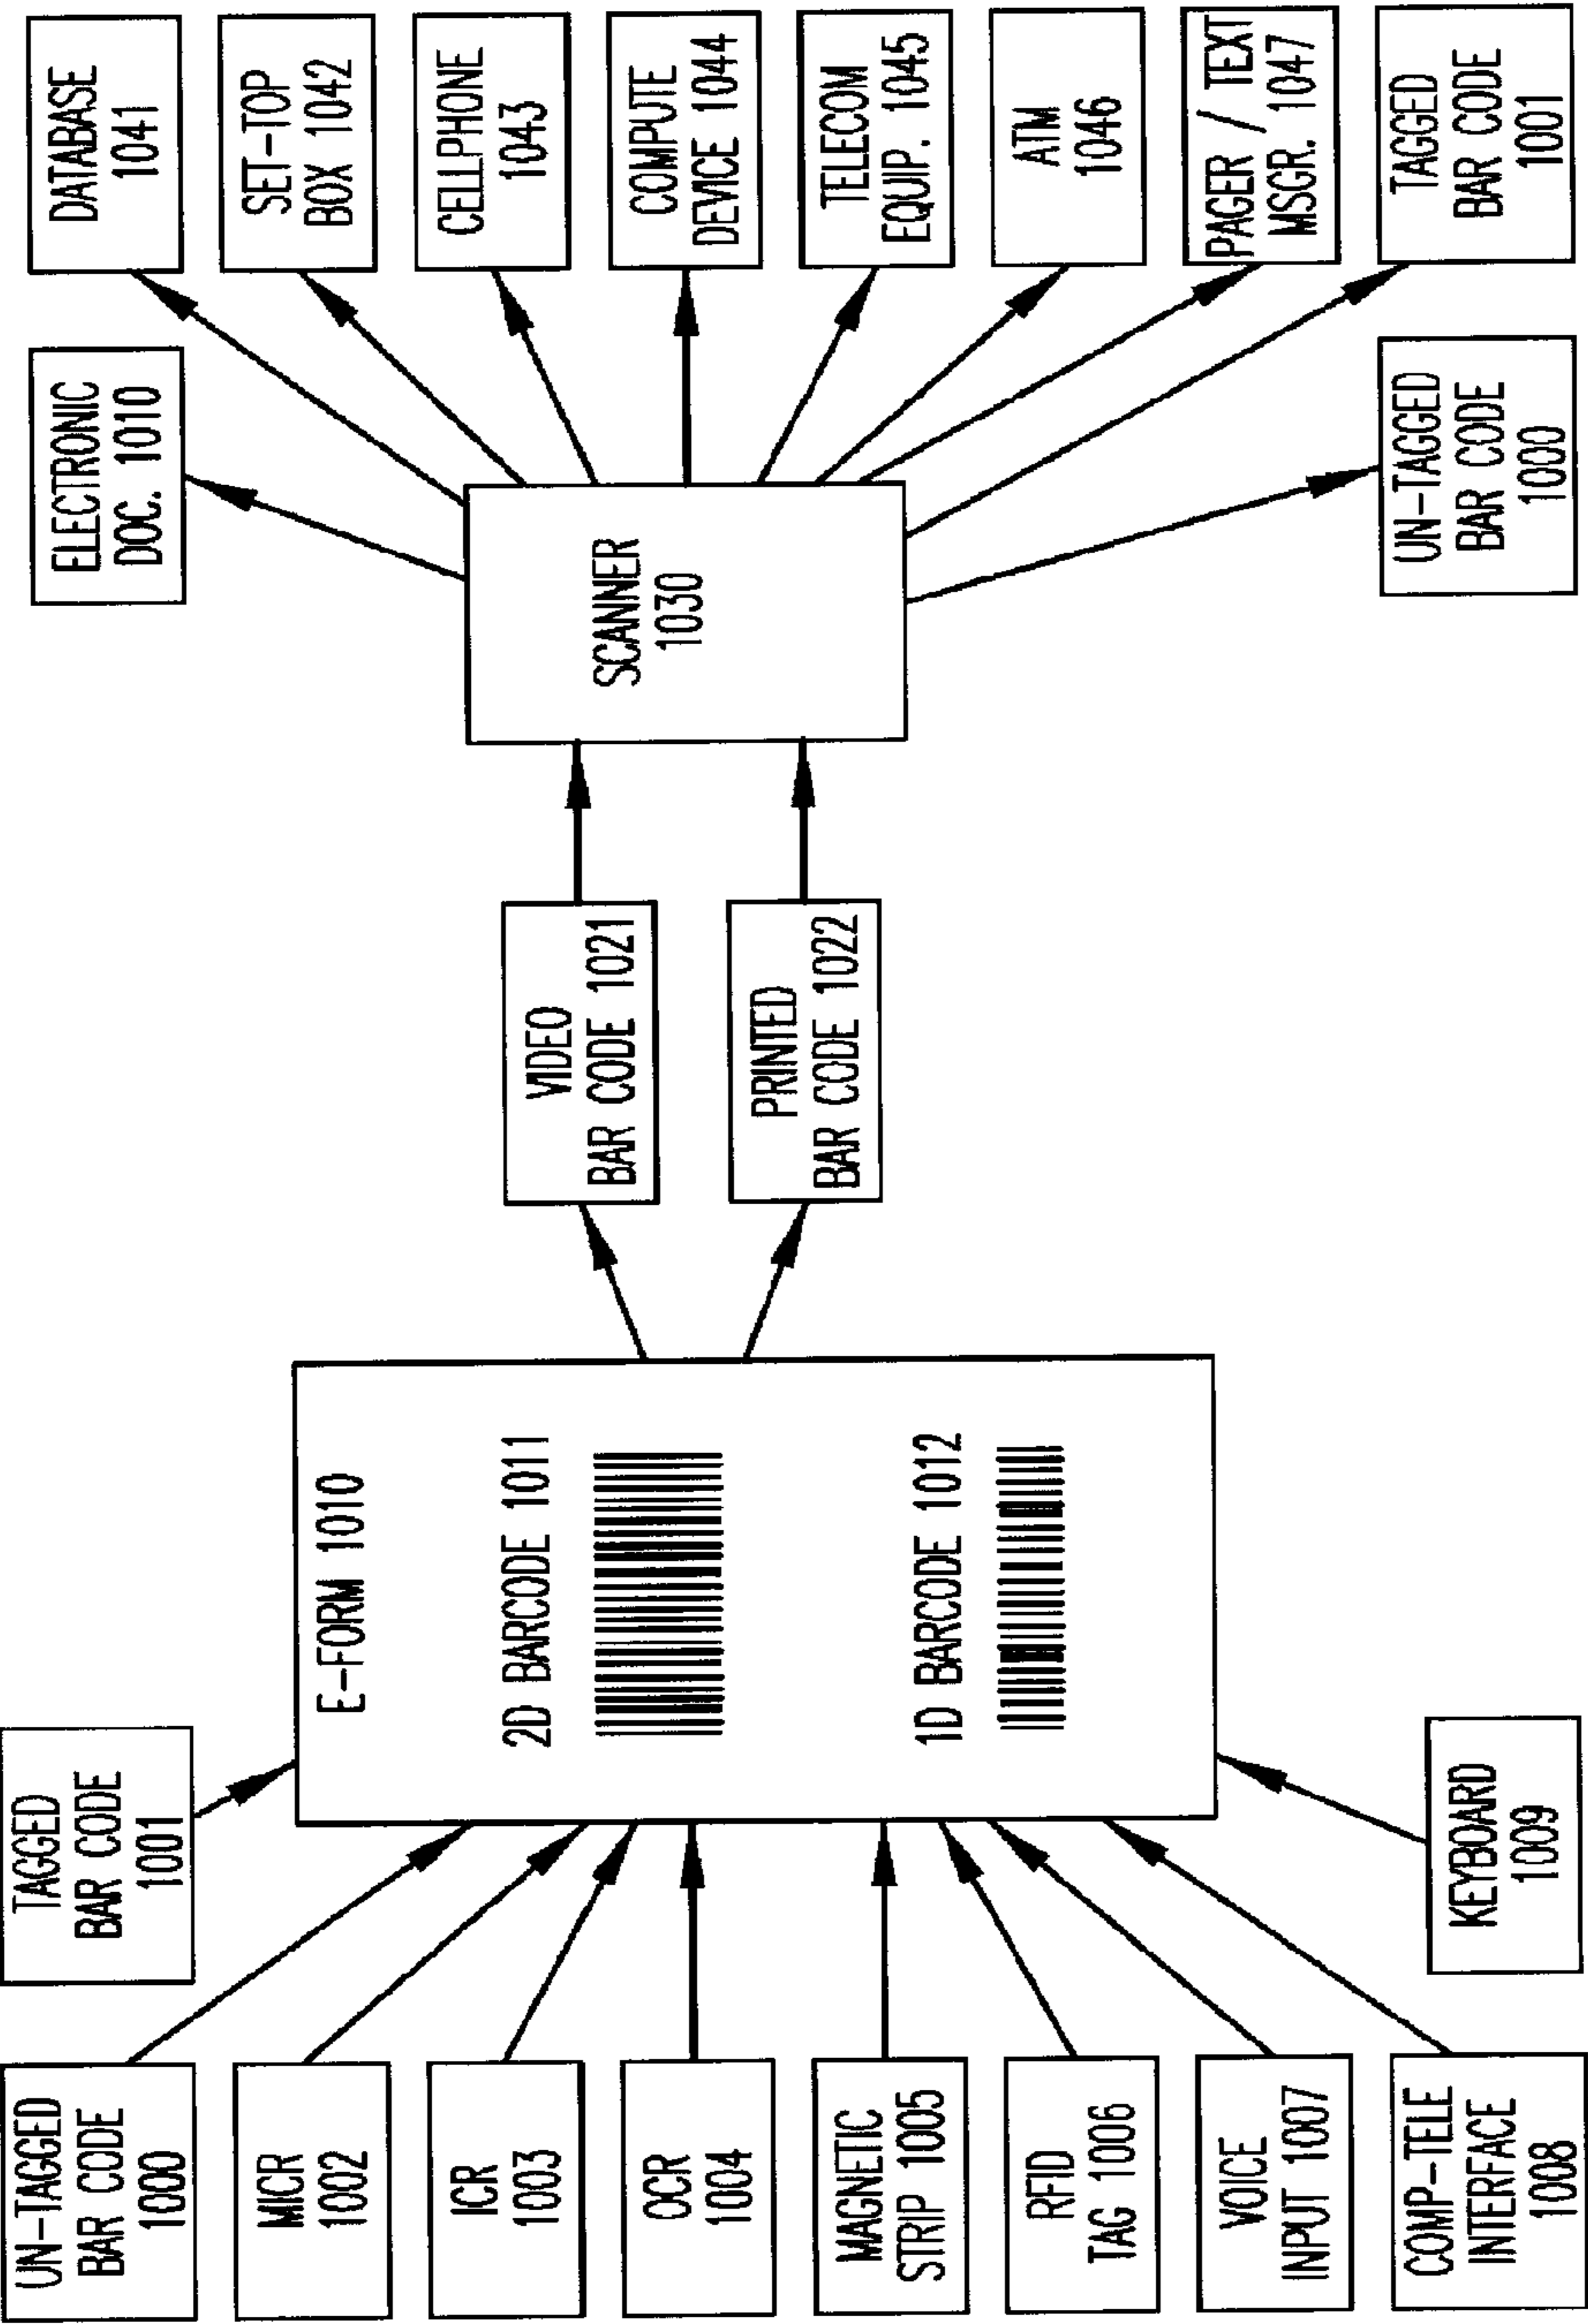 UN-TAGGED
BAR CODE
1000
TAGGED
BAR CODE
1001
MICR
1002
ICR
1003
OCR
1004
MAGNETIC
STRIP 1005
RFID
TAG 1006
VOICE
INPUT 1007
COMP-TELE
INTERFACE
1008
KEYBOARD
1009
E-FORM 1010
2D BARCODE 1011
1D BARCODE 1012
VIDEO
BAR CODE 1021
PRINTED
BAR CODE 1022
SCANNER
1030
ELECTRONIC
DOC. 1010
DATABASE
1041
SET-TOP
BOX 1042
CELLPHONE
1043
COMPUTE
DEVICE 1044
TELECOM
EQUIP. 1045
ATM
1046
PAGER / TEXT
MSGR. 1047
TAGGED
BAR CODE
1001
UN-TAGGED
BAR CODE
1000